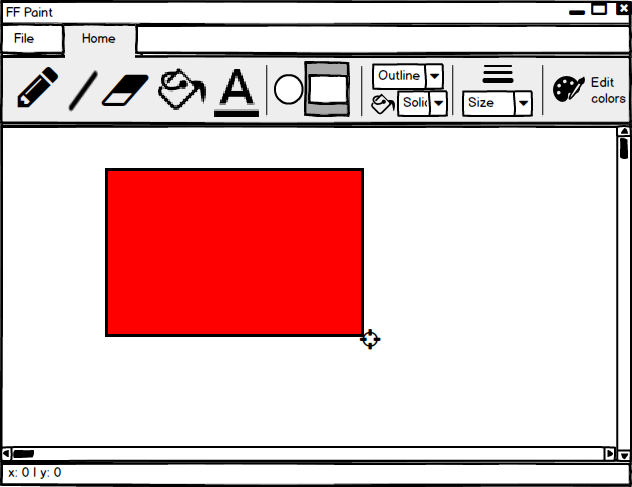 FF Paint
File
Home
A
Outline
Solid
Size
Edit
colors
x: 0 | y: 0